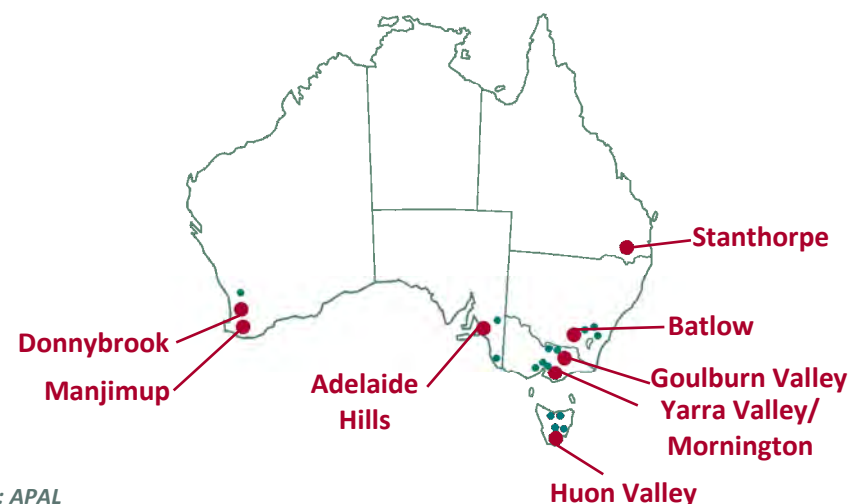 Stanthorpe
Batlow
Donnybrook
Goulburn Valley
Manjimup
Adelaide
Hills
Yarra Valley/
Mornington
Huon Valley
: APAL